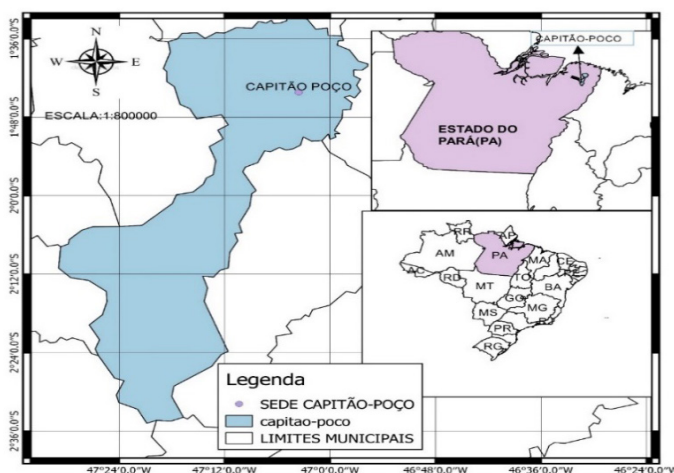 1°36'0.0"S
1°48'0.0"S
2°0'0.0"S
2°12'0.0"S
2°24'0.0"S
2°36'0.0"S
N
W
E
S
ESCALA:1:800000
CAPITÃO POÇO
CAPITÃO-POCO
ESTADO DO
PARÁ(PA)
RR
AP
AM
PA
MA
CE
AC
RD
TO
MT
BA
GO
MG
MS
PR
RJ
RG
Legenda
SEDE CAPITÃO-POÇO
capitao-poco
LIMITES MUNICIPAIS
47°24'0.0"W
47°12'0.0"W
47°0'0.0"W
46°48'0.0"W
46°36'0.0"W
46°24'0.0"W